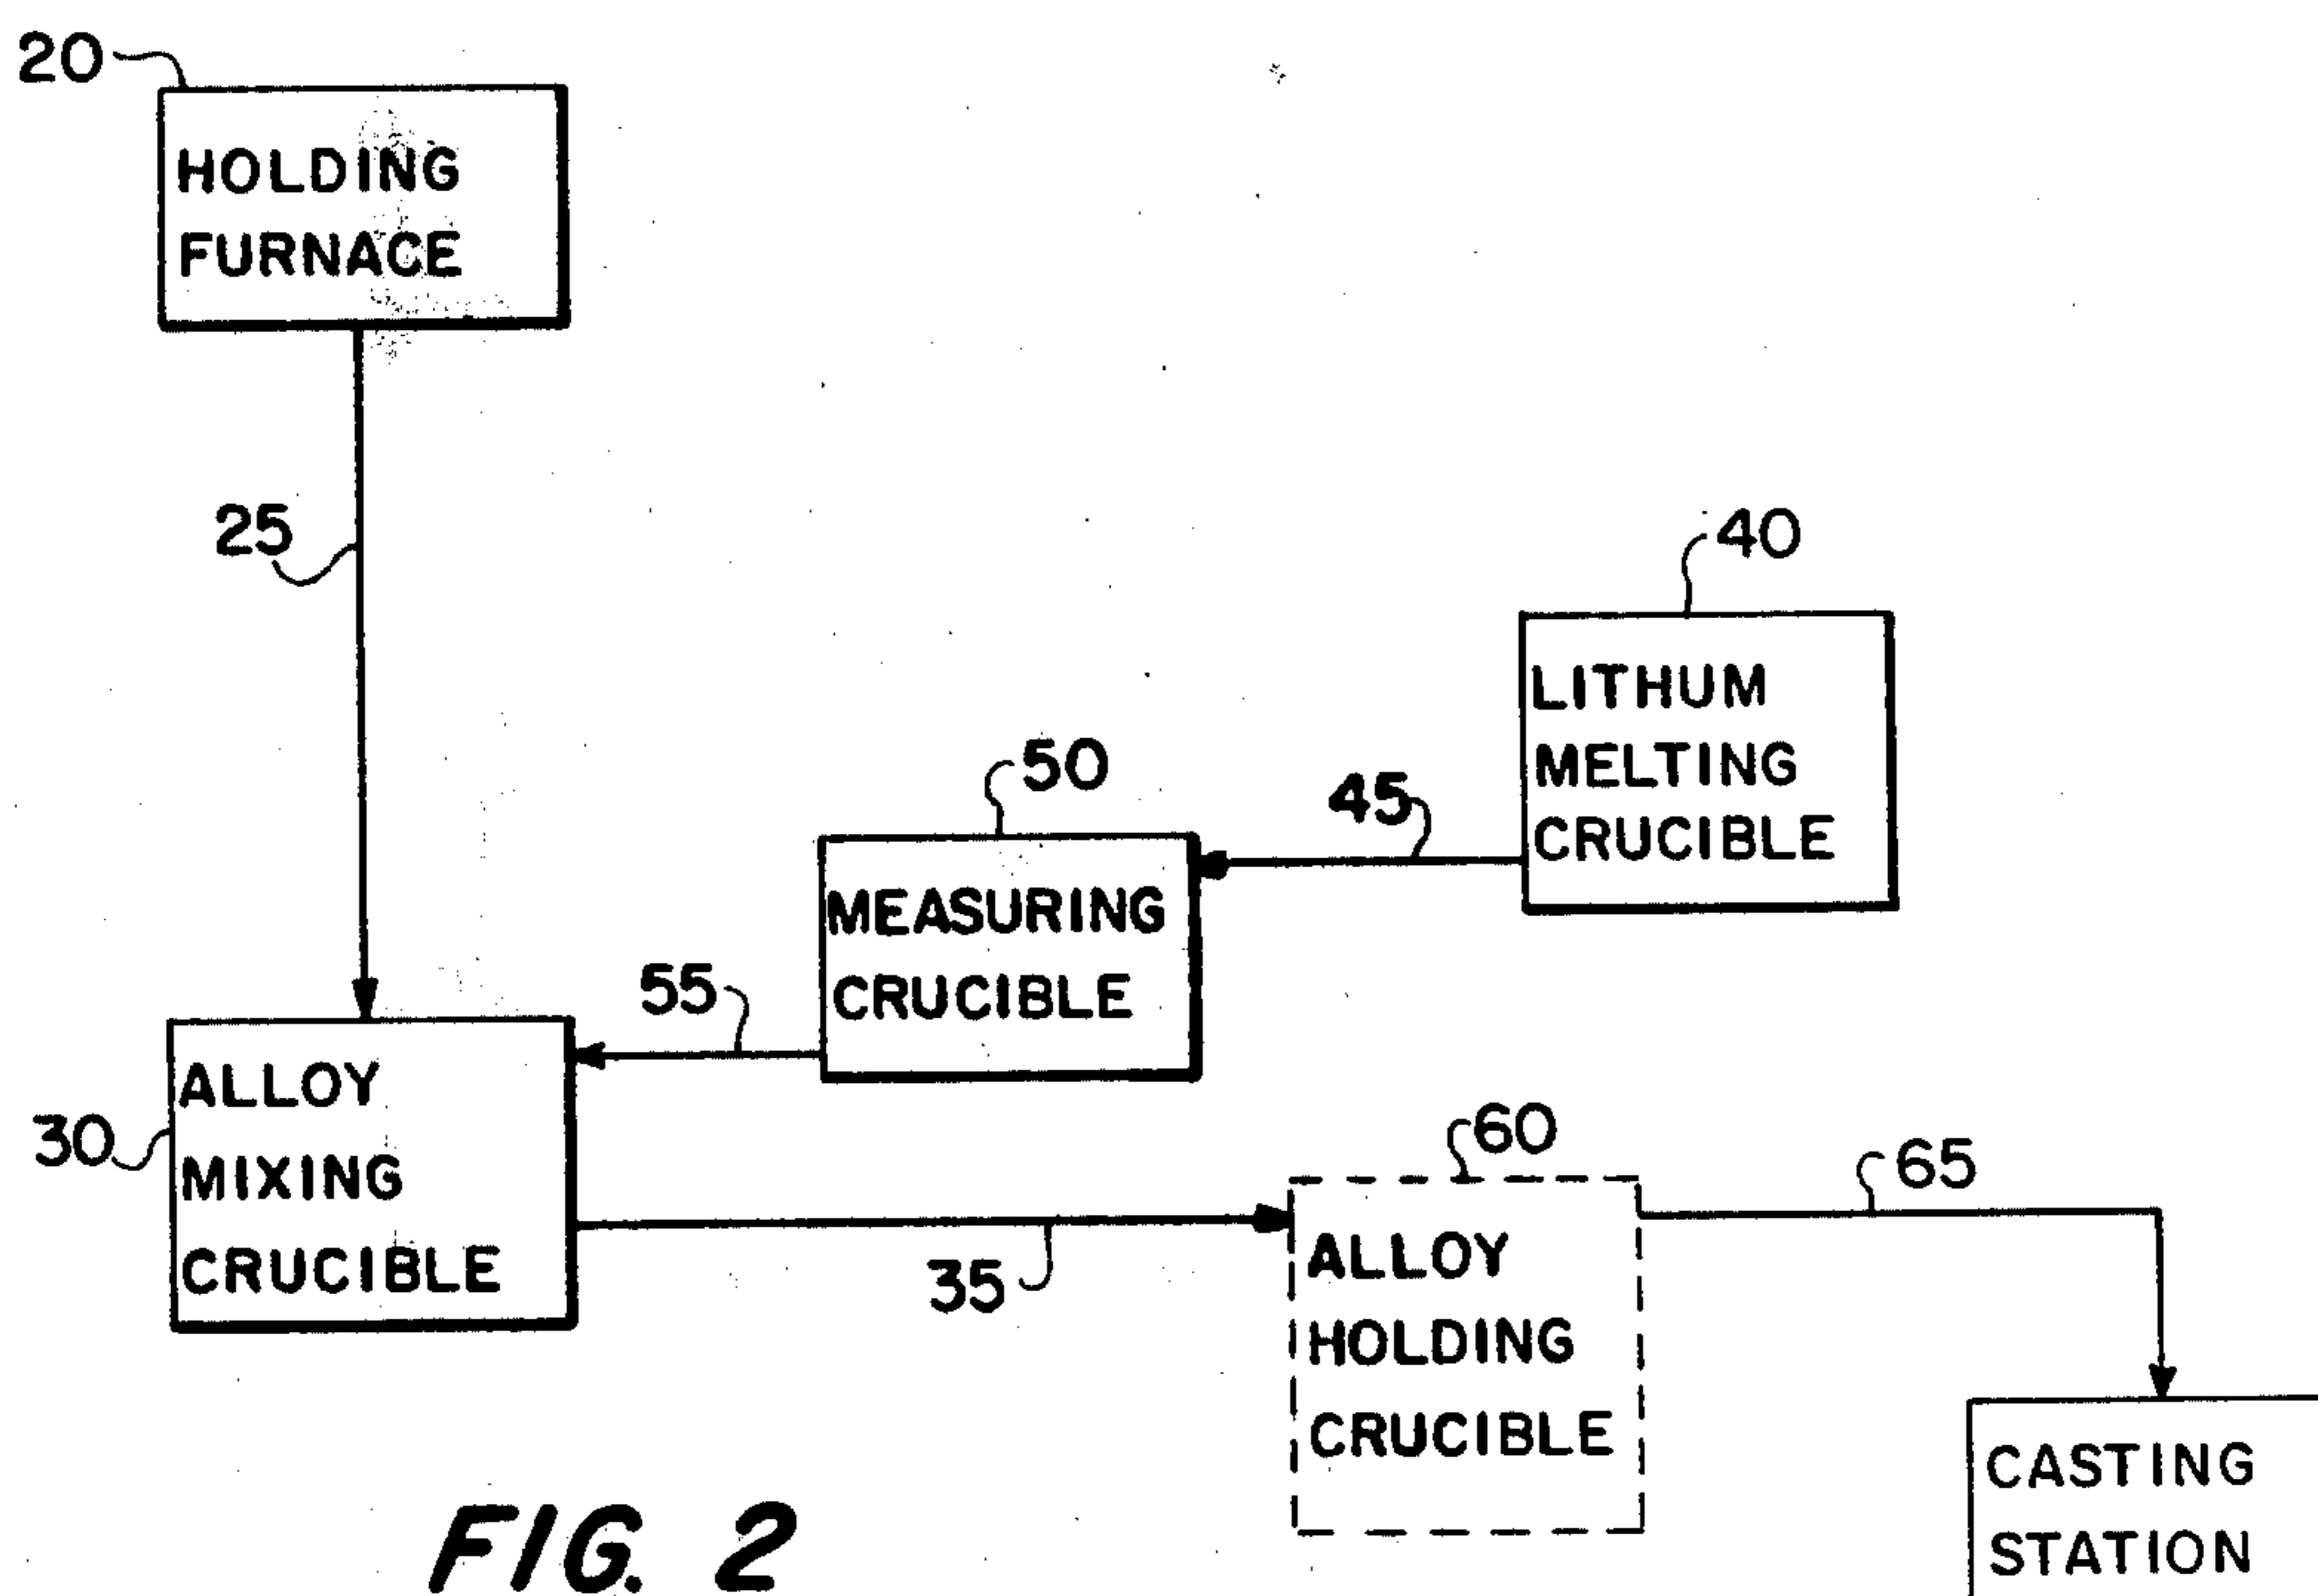 20
HOLDING
FURNACE
25
40
LITHUM
MELTING
CRUCIBLE
50
45
MEASURING
CRUCIBLE
55
ALLOY
MIXING
CRUCIBLE
30
60
65
35
ALLOY
HOLDING
CRUCIBLE
CASTING
STATION
FIG. 2